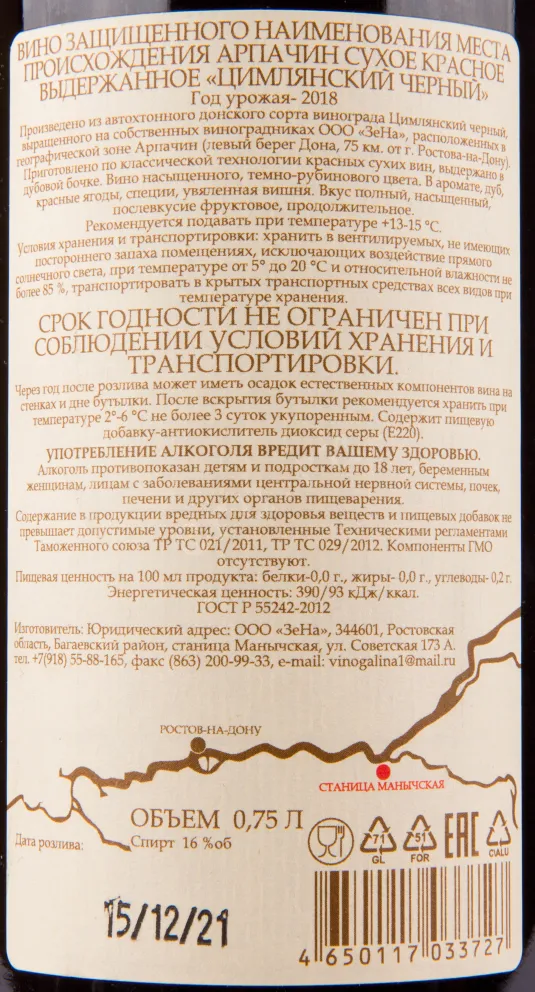 ВИНО ЗАЩИЩЕННОГО НАИМЕНОВАНИЯ МЕСТА
ПРОИСХОЖДЕНИЯ АРПАЧИН СУХОЕ КРАСНОЕ
ВЫДЕРЖАННОЕ «ЦИМЛЯНСКИЙ ЧЕРНЫЙ»
Год урожая- 2018
Произведено из автохтонного донского сорта винограда Цимлянский черный,
выращенного на собственных виноградниках ООО «ЗеНа», расположенных в
географической зоне Арпачин (левый берег Дона, 75 км. от г. Ростова-на-Дону).
Приготовлено по классической технологии красных сухих вин, выдержано в
дубовой бочке. Вино насыщенного, темно-рубинового цвета. В аромате, дуб,
красные ягоды, специи, увяленная вишня. Вкус полный, насыщенный,
послевкусие фруктовое, продолжительное.
Рекомендуется подавать при температуре +13-15 °С.
Условия хранения и транспортировки: хранить в вентилируемых, не имеющих
постороннего запаха помещениях, исключающих воздействие прямого
солнечного света, при температуре от 5° до 20 °С и относительной влажности не
более 85 %, транспортировать в крытых транспортных средствах всех видов при
температуре хранения.
СРОК ГОДНОСТИ НЕ ОГРАНИЧЕН ПРИ
СОБЛЮДЕНИИ УСЛОВИЙ ХРАНЕНИЯ И
ТРАНСПОРТИРОВКИ.
Через год после розлива может иметь осадок естественных компонентов вина на
стенках и дне бутылки. После вскрытия бутылки рекомендуется хранить при
температуре 2°-6 °С не более 3 суток укупоренным. Содержит пищевую
добавку-антиокислитель диоксид серы (Е220).
УПОТРЕБЛЕНИЕ АЛКОГОЛЯ ВРЕДИТ ВАШЕМУ ЗДОРОВЬЮ.
Алкоголь противопоказан детям и подросткам до 18 лет, беременным
женщинам, лицам с заболеваниями центральной нервной системы, почек,
печени и других органов пищеварения.
Содержание в продукции вредных для здоровья веществ и пищевых добавок не
превышает допустимые уровни, установленные Техническими регламентами
Таможенного союза ТР ТС 021/2011, ТР ТС 029/2012. Компоненты ГМО
отсутствуют.
Пищевая ценность на 100 мл продукта: белки-0,0 г., жиры- 0,0 г., углеводы- 0,2 г.
Энергетическая ценность: 390/93 кДж/ккал.
ГОСТ Р 55242-2012
Изготовитель: Юридический адрес: ООО «ЗеНа», 344601, Ростовская
область, Багаевский район, станица Манычская, ул. Советская 173 А.
тел. +7(918) 55-88-165, факс (863) 200-99-33, e-mail: vinogalina1@mail.ru
РОСТОВ-НА-ДОНУ
СТАНИЦА МАНЫЧСКАЯ
ОБЪЕМ 0,75 Л
Дата розлива: Спирт 16 %об
71 51 EAC
GL FOR C/ALU
15/12/21
4 650117 033727